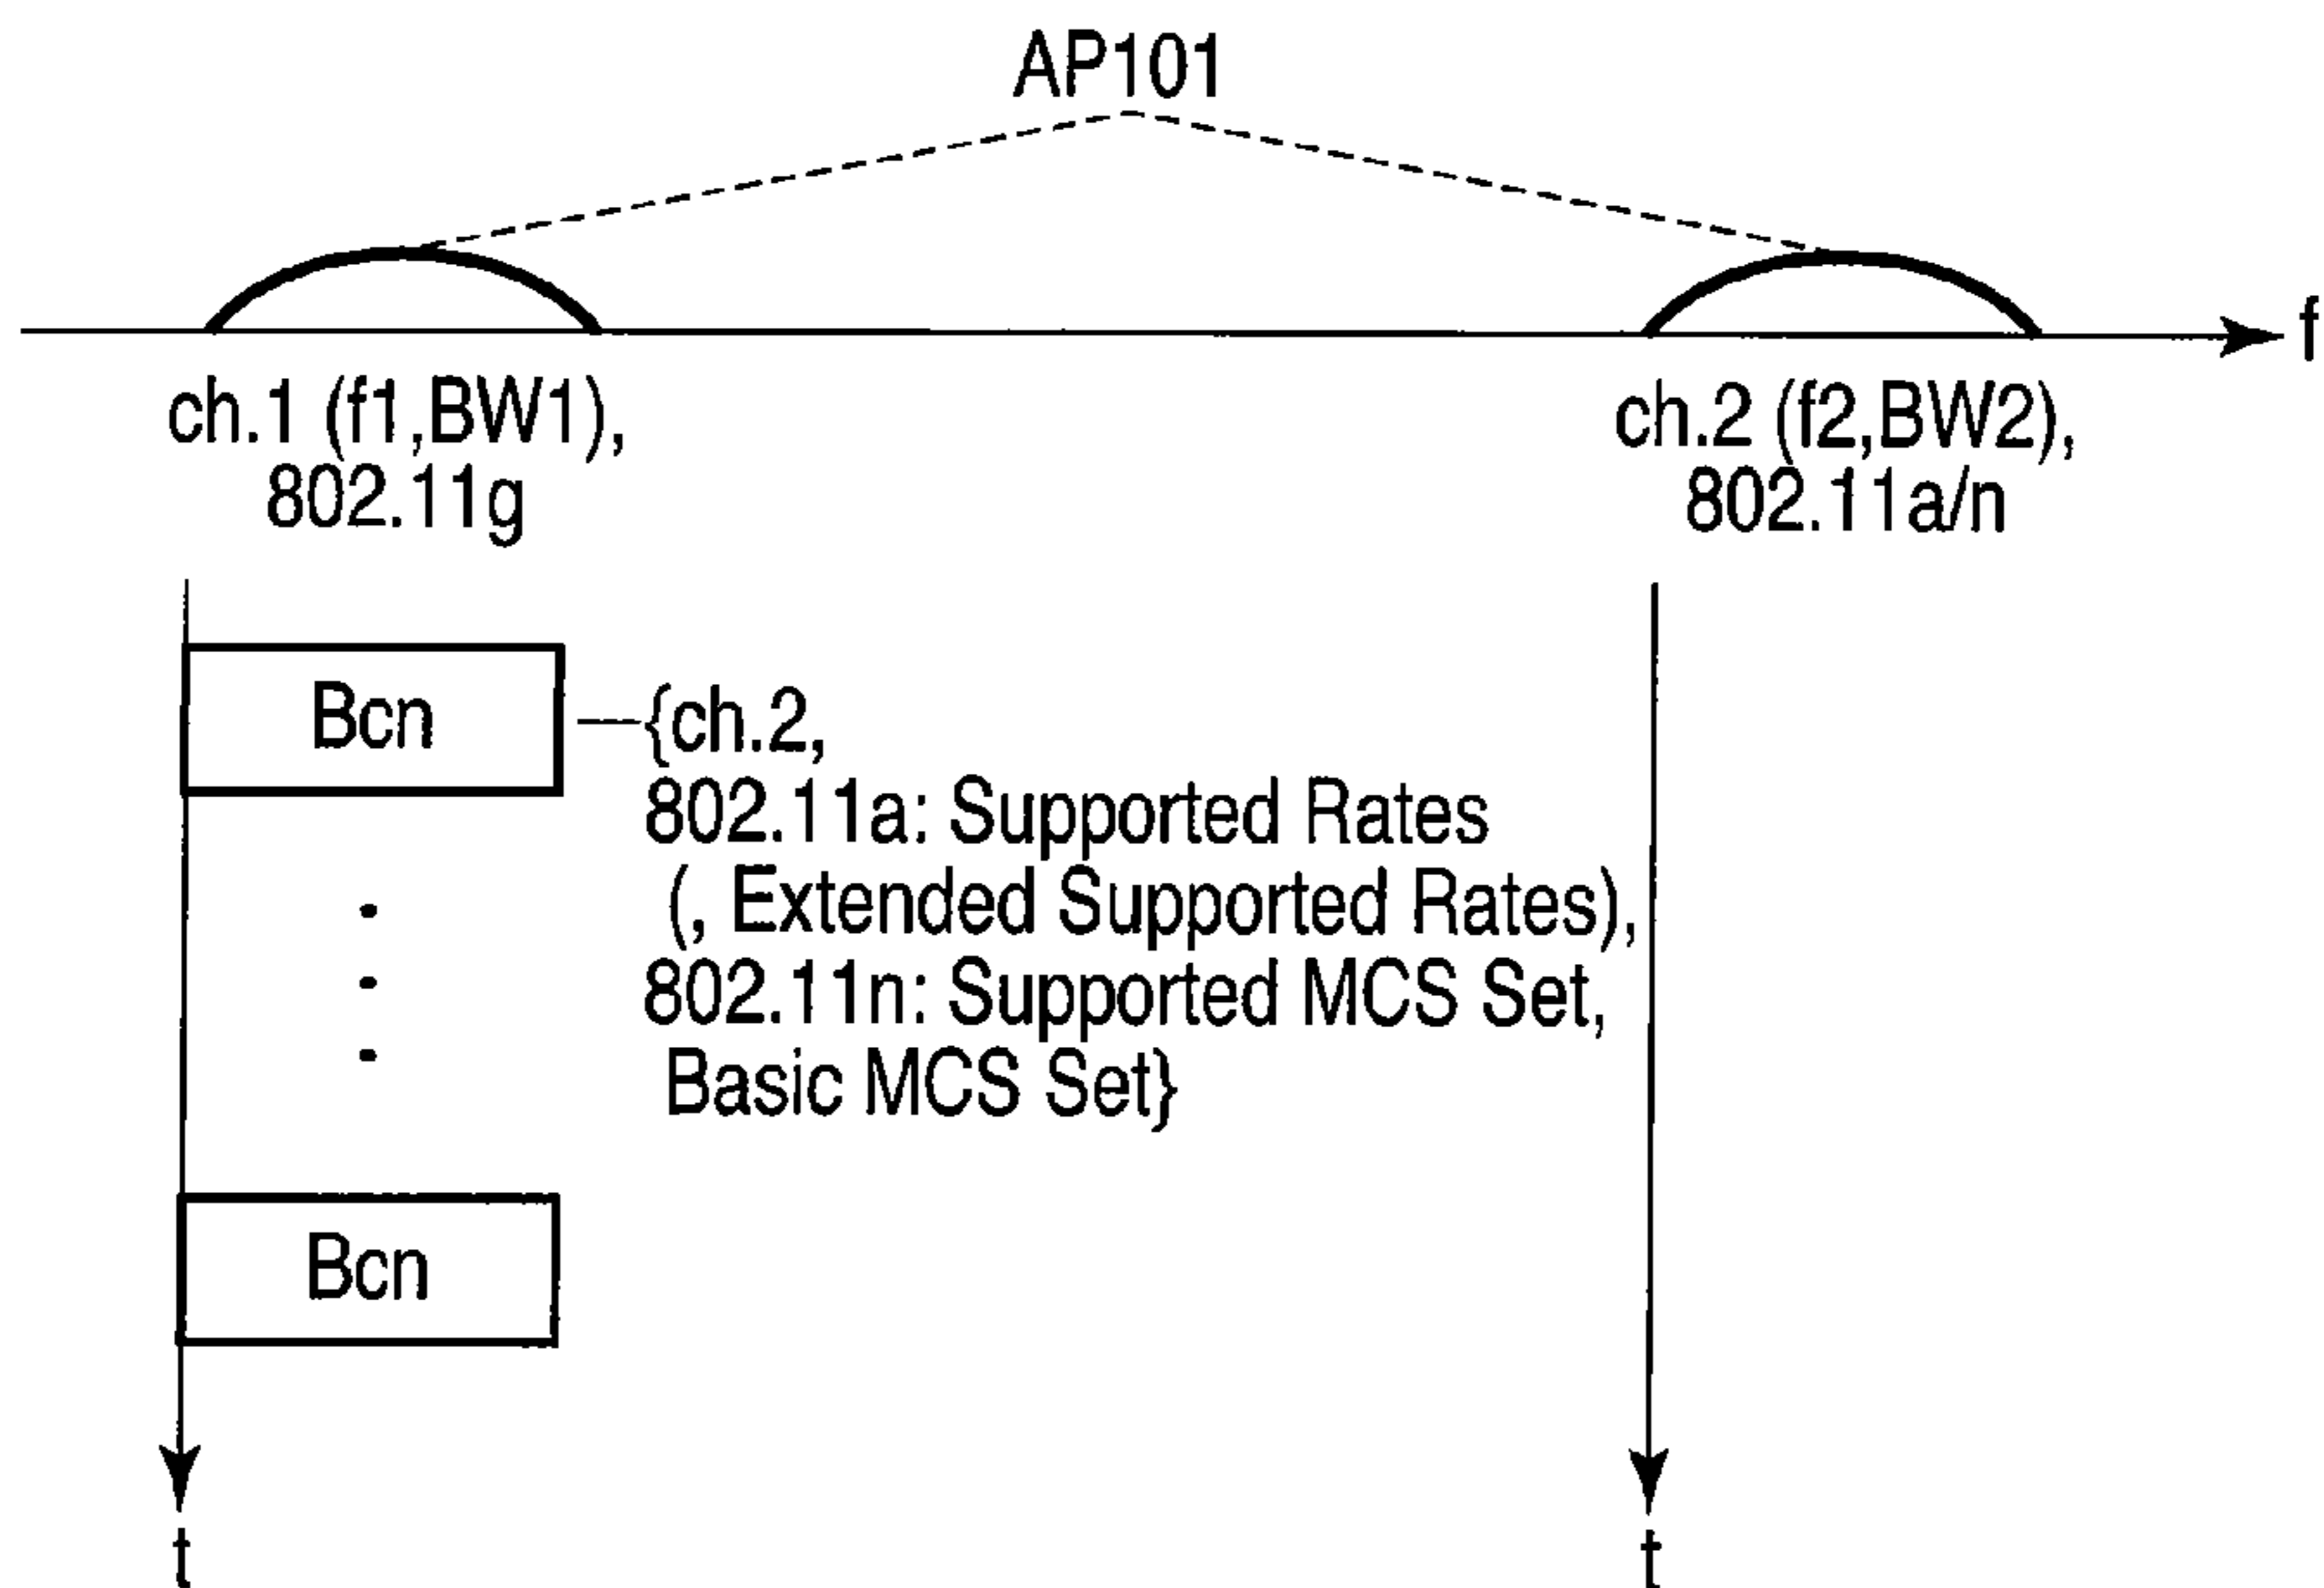 AP101
f
ch.1 (f1,BW1),
802.11g
ch.2 (f2,BW2),
802.11a/n
Bcn
{ch.2,
802.11a: Supported Rates
(, Extended Supported Rates),
802.11n: Supported MCS Set,
Basic MCS Set}
Bcn
t
t